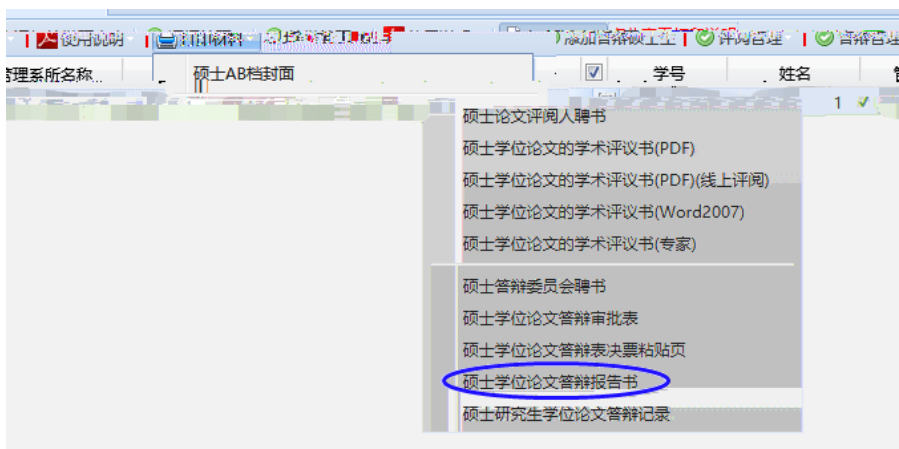 使用说明 打印材料 添加答辩硕士生 评阅管理 答辩管理
管理系所名称 学号 姓名
硕士AB档封面
1
硕士论文评阅人聘书
硕士学位论文的学术评议书(PDF)
硕士学位论文的学术评议书(PDF)(线上评阅)
硕士学位论文的学术评议书(Word2007)
硕士学位论文的学术评议书(专家)
硕士答辩委员会聘书
硕士学位论文答辩审批表
硕士学位论文答辩表决票粘贴页
硕士学位论文答辩报告书
硕士研究生学位论文答辩记录